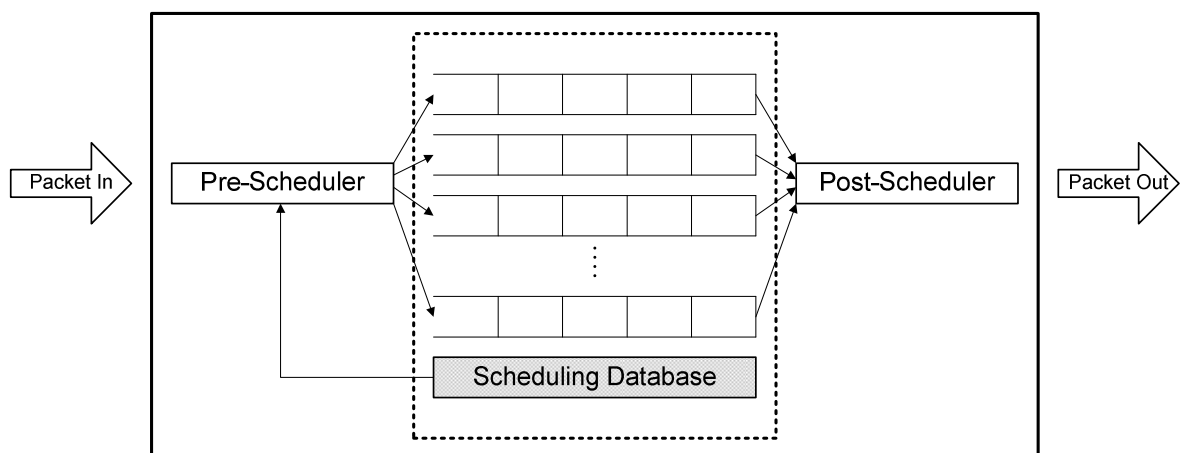 Packet In
Pre-Scheduler
Post-Scheduler
Packet Out
Scheduling Database